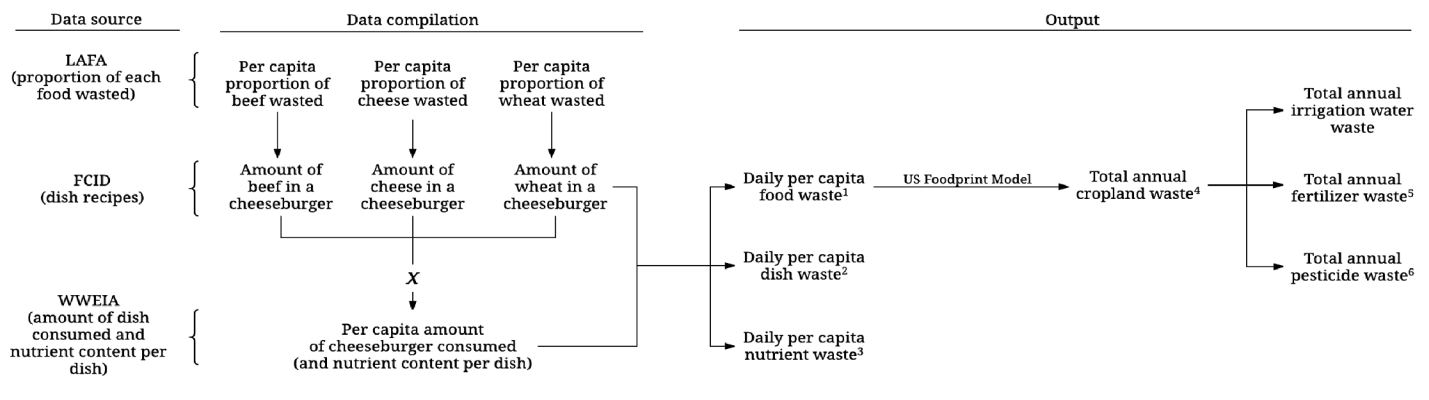 Data source
Data compilation
Output
LAFA
(proportion of each
food wasted)
Per capita
proportion of
beef wasted
Per capita
proportion of
cheese wasted
Per capita
proportion of
wheat wasted
FCID
(dish recipes)
Amount of
beef in a
cheeseburger
Amount of
cheese in a
cheeseburger
Amount of
wheat in a
cheeseburger
X
WWEIA
(amount of dish
consumed and
nutrient content per
dish)
Per capita amount
of cheeseburger consumed
(and nutrient content per dish)
Daily per capita
food waste¹
US Foodprint Model
Total annual
cropland waste⁴
Daily per capita
dish waste²
Daily per capita
nutrient waste³
Total annual
irrigation water
waste
Total annual
fertilizer waste⁵
Total annual
pesticide waste⁶